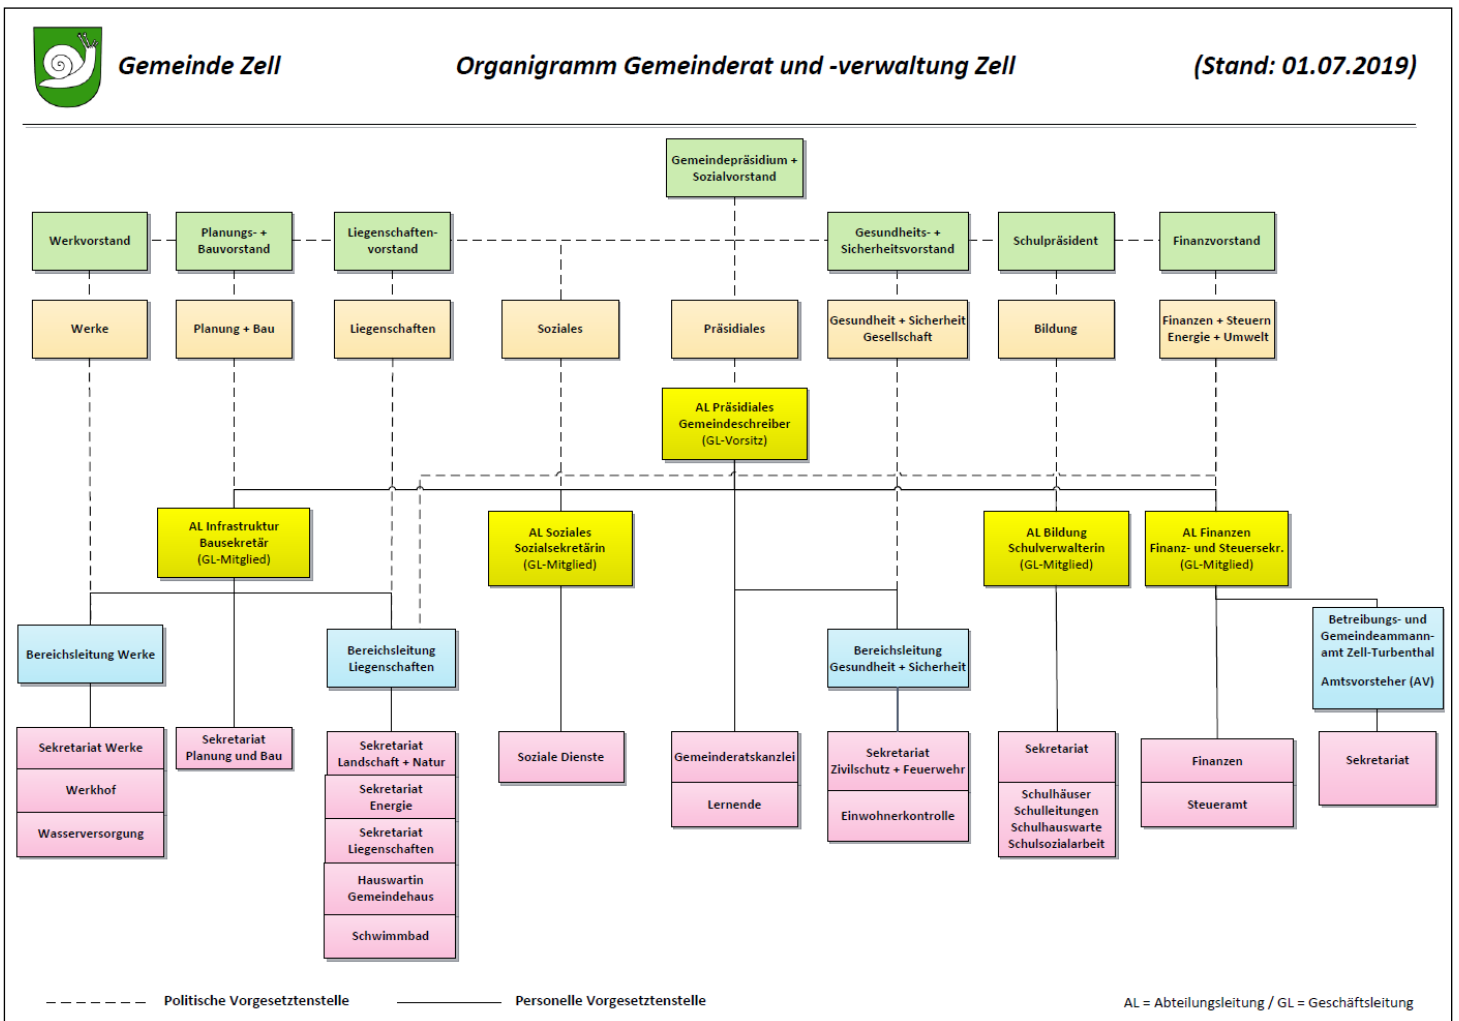 Gemeinde Zell
Organigramm Gemeinderat und -verwaltung Zell
(Stand: 01.07.2019)
Gemeindepräsidium +
Sozialvorstand
Werkvorstand
Planungs- +
Bauvorstand
Liegenschaften-
vorstand
Gesundheits- +
Sicherheitsvorstand
Schulpräsident
Finanzvorstand
Werke
Planung + Bau
Liegenschaften
Soziales
Präsidiales
Gesundheit + Sicherheit
Gesellschaft
Bildung
Finanzen + Steuern
Energie + Umwelt
AL Präsidiales
Gemeindeschreiber
(GL-Vorsitz)
AL Infrastruktur
Bausekretär
(GL-Mitglied)
AL Soziales
Sozialsekretärin
(GL-Mitglied)
AL Bildung
Schulverwalterin
(GL-Mitglied)
AL Finanzen
Finanz- und Steuersekr.
(GL-Mitglied)
Bereichsleitung Werke
Bereichsleitung
Liegenschaften
Bereichsleitung
Gesundheit + Sicherheit
Betreibungs- und
Gemeindeammann-
amt Zell-Turbenthal
Amtsvorsteher (AV)
Sekretariat Werke
Werkhof
Wasserversorgung
Sekretariat
Planung und Bau
Sekretariat
Landschaft + Natur
Sekretariat
Energie
Sekretariat
Liegenschaften
Hauswartin
Gemeindehaus
Schwimmbad
Soziale Dienste
Gemeinderatskanzlei
Lernende
Sekretariat
Zivilschutz + Feuerwehr
Einwohnerkontrolle
Sekretariat
Schulhäuser
Schulleitungen
Schulhauswarte
Schulsozialarbeit
Finanzen
Steueramt
Sekretariat
Politische Vorgesetztenstelle
Personelle Vorgesetztenstelle
AL = Abteilungsleitung / GL = Geschäftsleitung